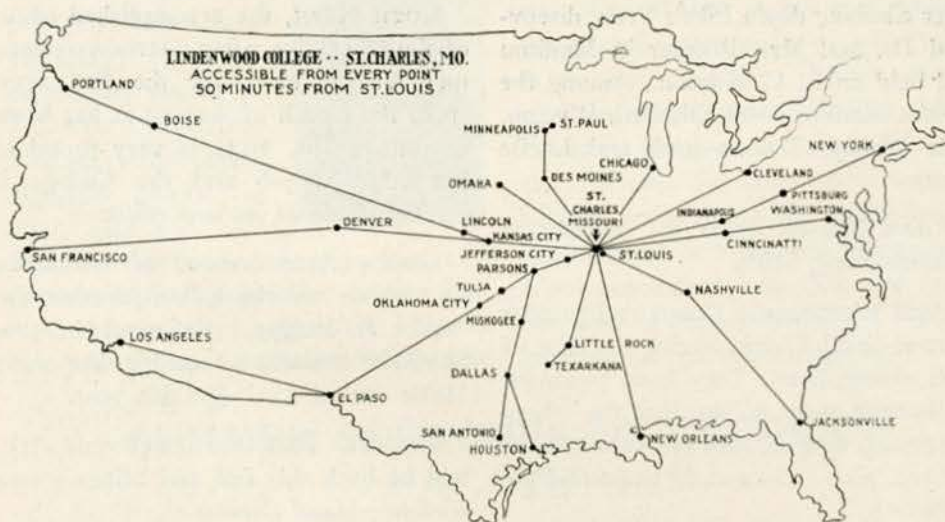 LINDENWOOD COLLEGE ·· ST. CHARLES, MO.
ACCESSIBLE FROM EVERY POINT
50 MINUTES FROM ST. LOUIS
PORTLAND
BOISE
MINNEAPOLIS
ST. PAUL
NEW YORK
CHICAGO
CLEVELAND
DES MOINES
OMAHA
PITTSBURG
ST.
CHARLES,
MISSOURI
INDIANAPOLIS
WASHINGTON
DENVER
LINCOLN
KANSAS CITY
CINNCINATTI
SAN FRANCISCO
JEFFERSON CITY
ST. LOUIS
PARSONS
TULSA
NASHVILLE
OKLAHOMA CITY
MUSKOGEE
LOS ANGELES
LITTLE ROCK
TEXARKANA
DALLAS
EL PASO
JACKSONVILLE
SAN ANTONIO
NEW ORLEANS
HOUSTON